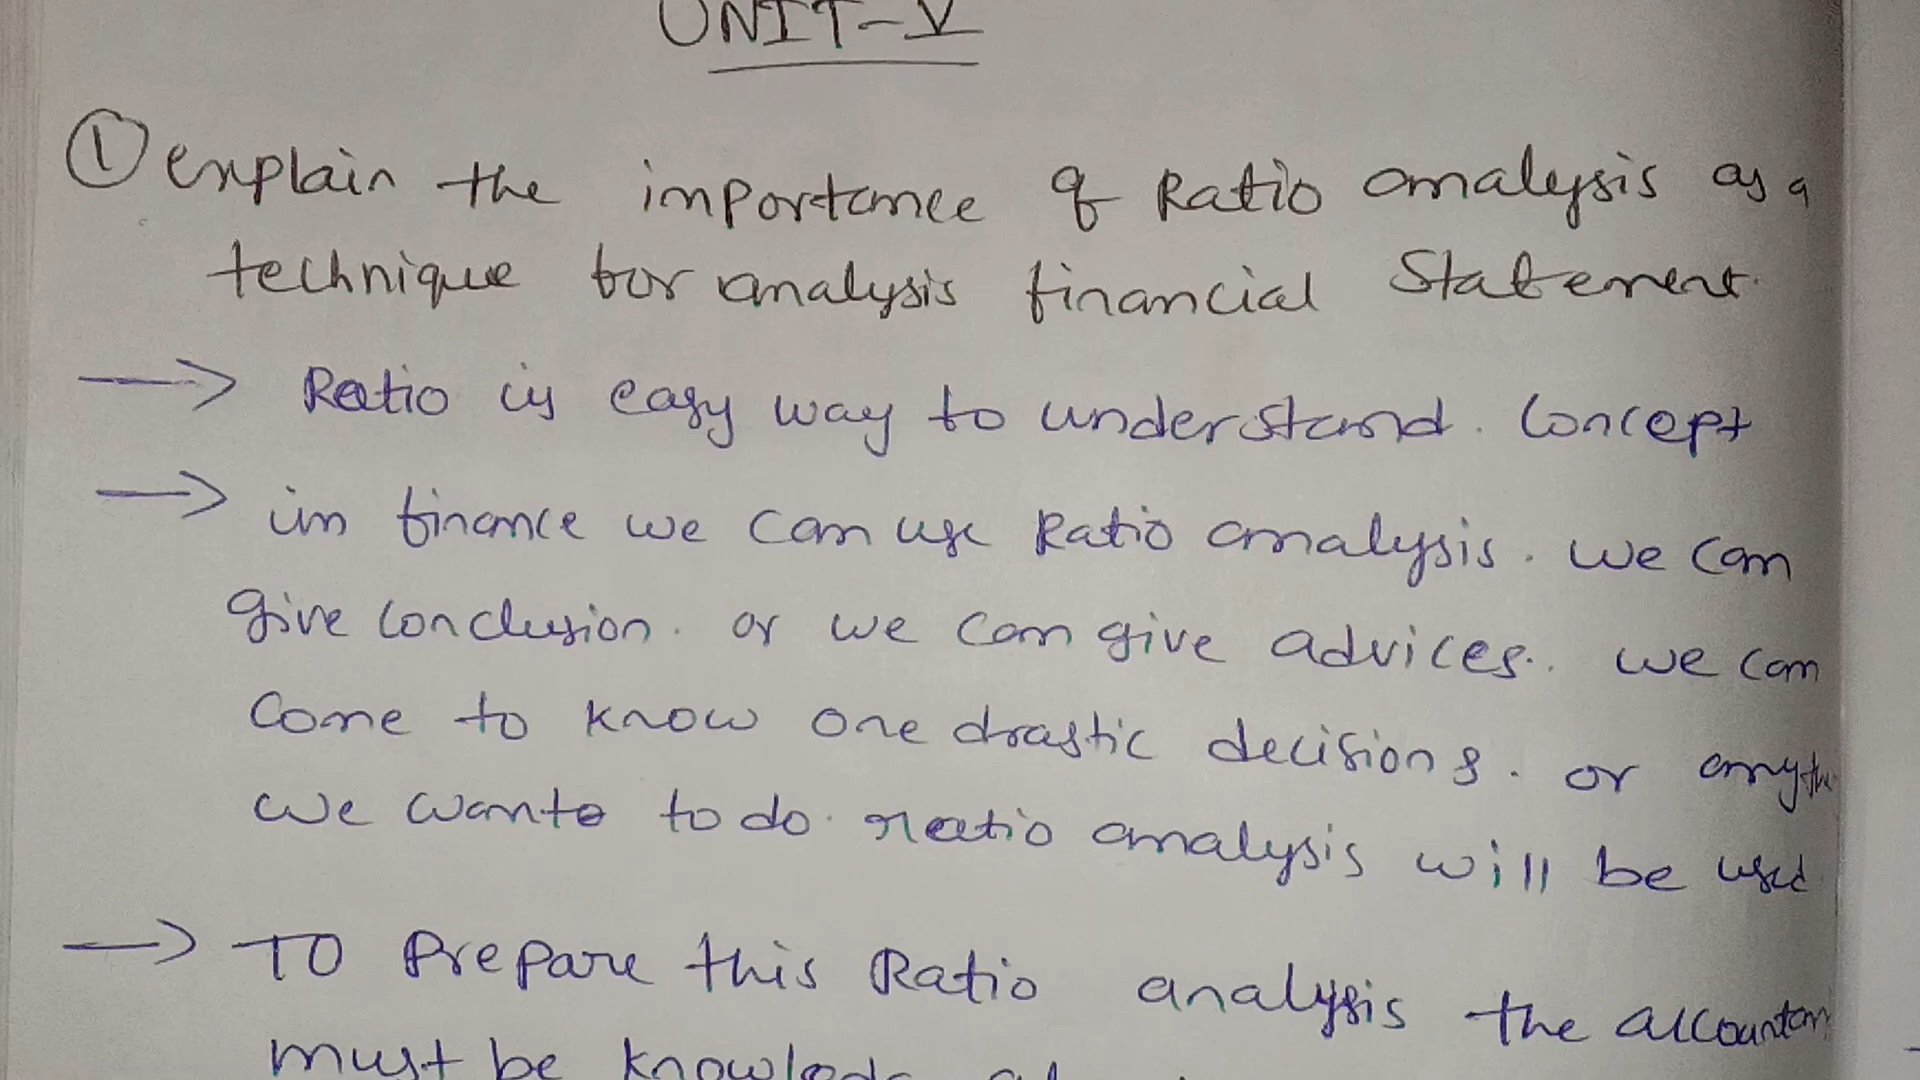 UNIT-V
① explain the importance of Ratio analysis as a
technique for analysis financial Statement.
→ Ratio is easy way to understand. Concept
→ in finance we can use Ratio analysis. we can
give conclusion. or we can give advices.. we can
come to know one drastic decisions. or anyth
we wants to do. ratio analysis will be used
→ TO Prepare this Ratio analysis the accountan
must be